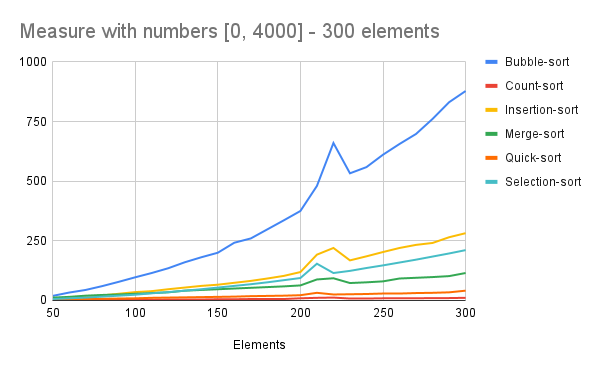 Measure with numbers [0, 4000] - 300 elements
1000
750
500
250
0
50
100
150
200
250
300
Elements
Bubble-sort
Count-sort
Insertion-sort
Merge-sort
Quick-sort
Selection-sort